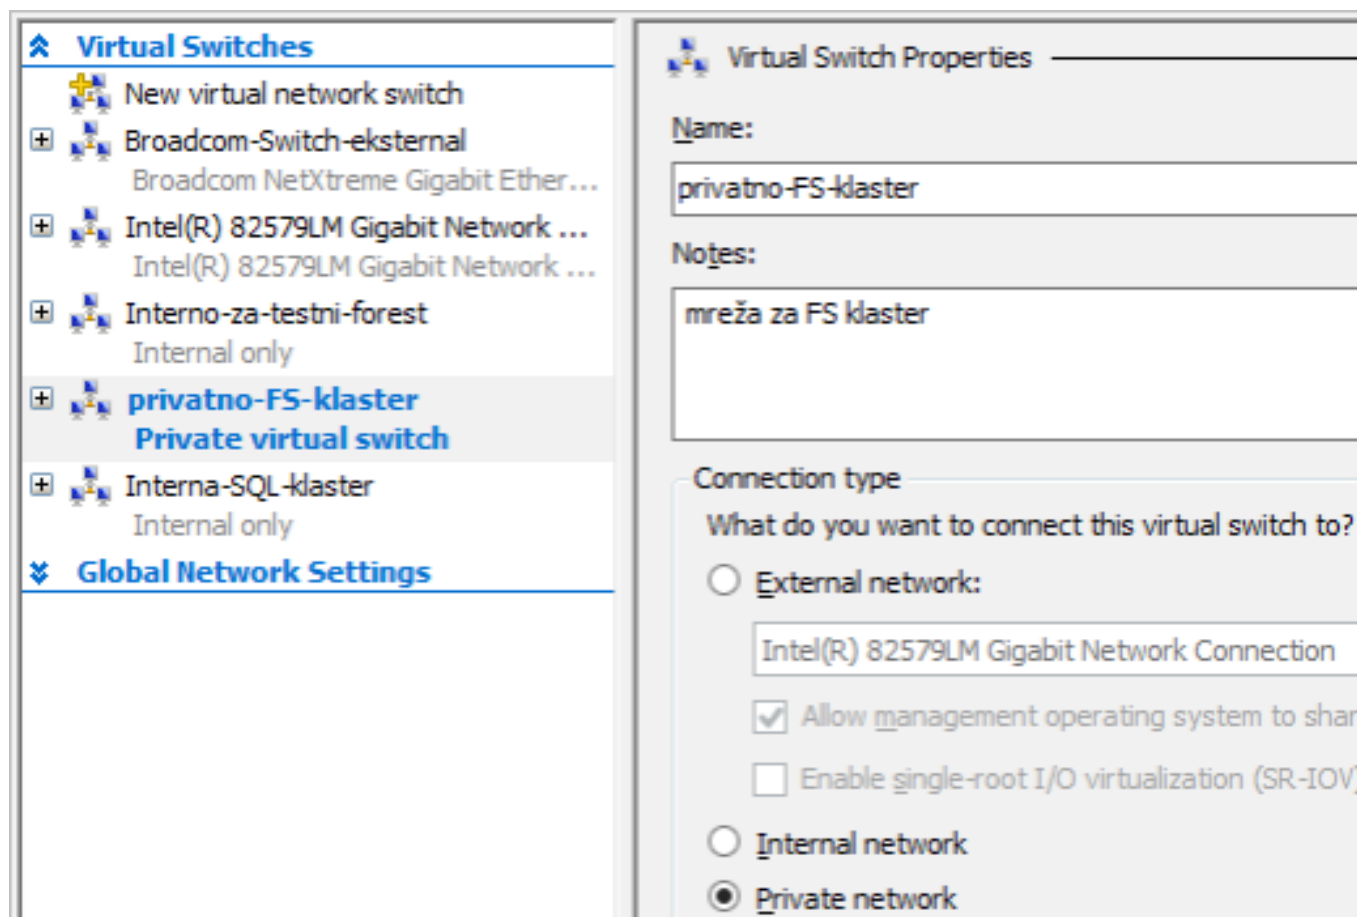 Virtual Switches
New virtual network switch
Broadcom-Switch-eksternal
Broadcom NetXtreme Gigabit Ether...
Intel(R) 82579LM Gigabit Network ...
Intel(R) 82579LM Gigabit Network ...
Interno-za-testni-forest
Internal only
privatno-FS-klaster
Private virtual switch
Interna-SQL-klaster
Internal only
Global Network Settings
Virtual Switch Properties
Name:
privatno-FS-klaster
Notes:
mreža za FS klaster
Connection type
What do you want to connect this virtual switch to?
External network:
Intel(R) 82579LM Gigabit Network Connection
Allow management operating system to shar
Enable single-root I/O virtualization (SR-IOV)
Internal network
Private network